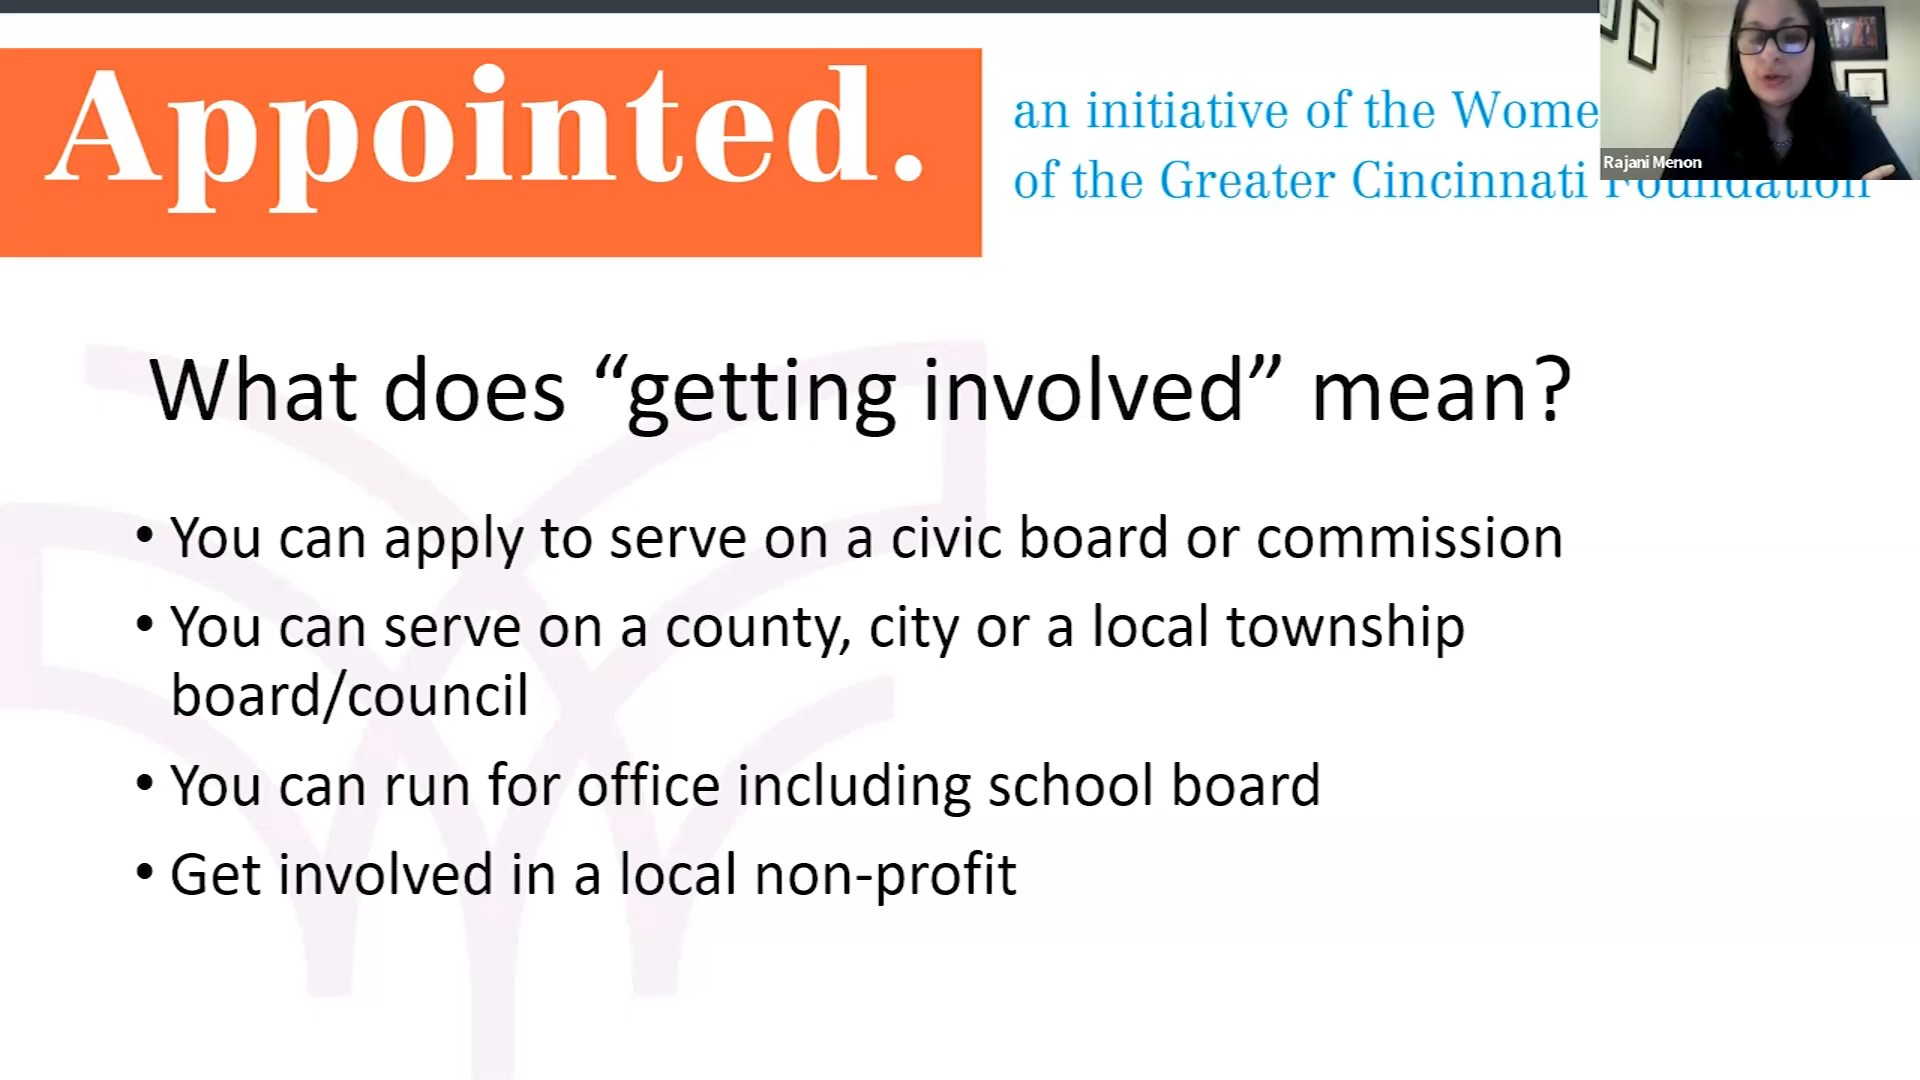 Appointed.
an initiative of the Wome
of the Greater Cincinnati Foundation
Rajani Menon
What does “getting involved” mean?
• You can apply to serve on a civic board or commission
• You can serve on a county, city or a local township
board/council
• You can run for office including school board
• Get involved in a local non-profit